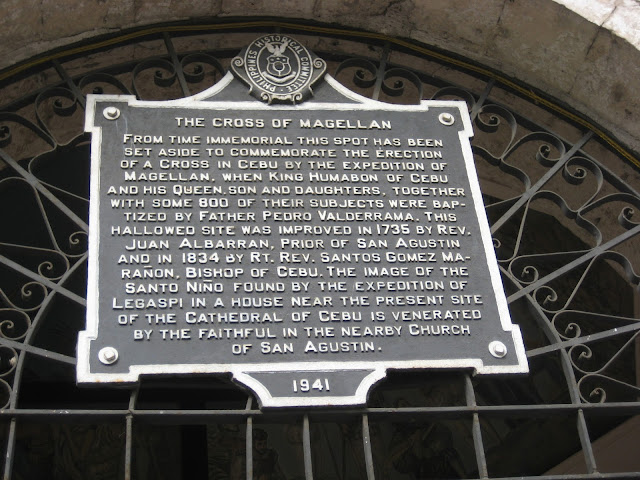 PHILIPPINES HISTORICAL COMMITTEE
THE CROSS OF MAGELLAN
FROM TIME IMMEMORIAL THIS SPOT HAS BEEN
SET ASIDE TO COMMEMORATE THE ERECTION
OF A CROSS IN CEBU BY THE EXPEDITION OF
MAGELLAN, WHEN KING HUMABON OF CEBU
AND HIS QUEEN, SON AND DAUGHTERS, TOGETHER
WITH SOME 800 OF THEIR SUBJECTS WERE BAP-
TIZED BY FATHER PEDRO VALDERRAMA. THIS
HALLOWED SITE WAS IMPROVED IN 1735 BY REV.
JUAN ALBARRAN, PRIOR OF SAN AGUSTIN
AND IN 1834 BY RT. REV. SANTOS GOMEZ MA-
RAÑON, BISHOP OF CEBU. THE IMAGE OF THE
SANTO NIÑO FOUND BY THE EXPEDITION OF
LEGASPI IN A HOUSE NEAR THE PRESENT SITE
OF THE CATHEDRAL OF CEBU IS VENERATED
BY THE FAITHFUL IN THE NEARBY CHURCH
OF SAN AGUSTIN.
1941